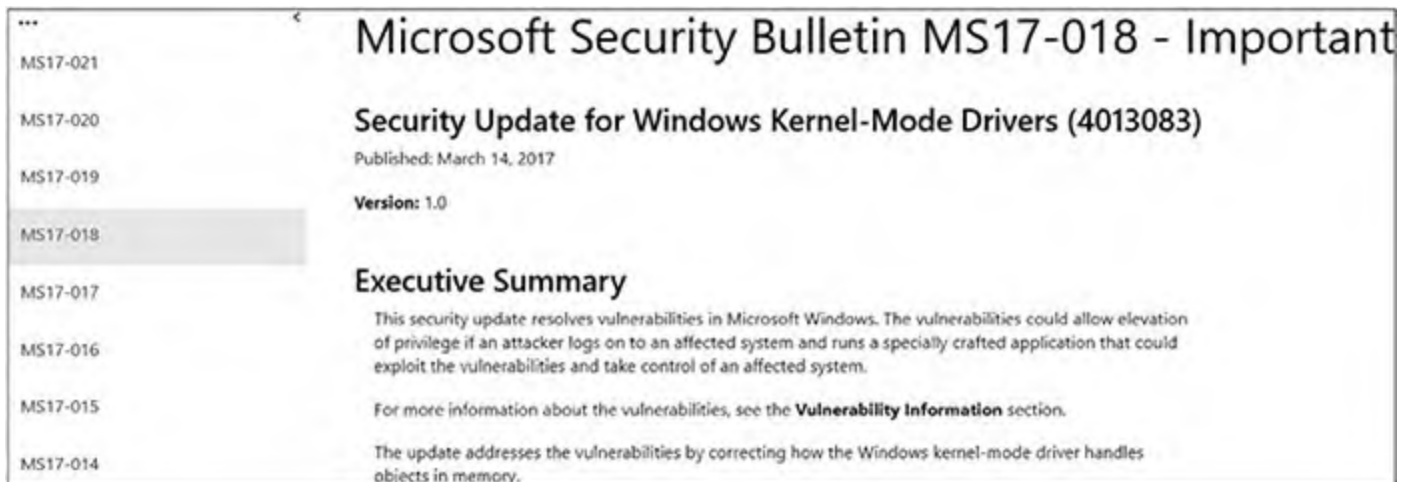 ...
<
MS17-021
MS17-020
MS17-019
MS17-018
MS17-017
MS17-016
MS17-015
MS17-014
Microsoft Security Bulletin MS17-018 - Important
Security Update for Windows Kernel-Mode Drivers (4013083)
Published: March 14, 2017
Version: 1.0
Executive Summary
This security update resolves vulnerabilities in Microsoft Windows. The vulnerabilities could allow elevation
of privilege if an attacker logs on to an affected system and runs a specially crafted application that could
exploit the vulnerabilities and take control of an affected system.
For more information about the vulnerabilities, see the Vulnerability Information section.
The update addresses the vulnerabilities by correcting how the Windows kernel-mode driver handles
objects in memory.